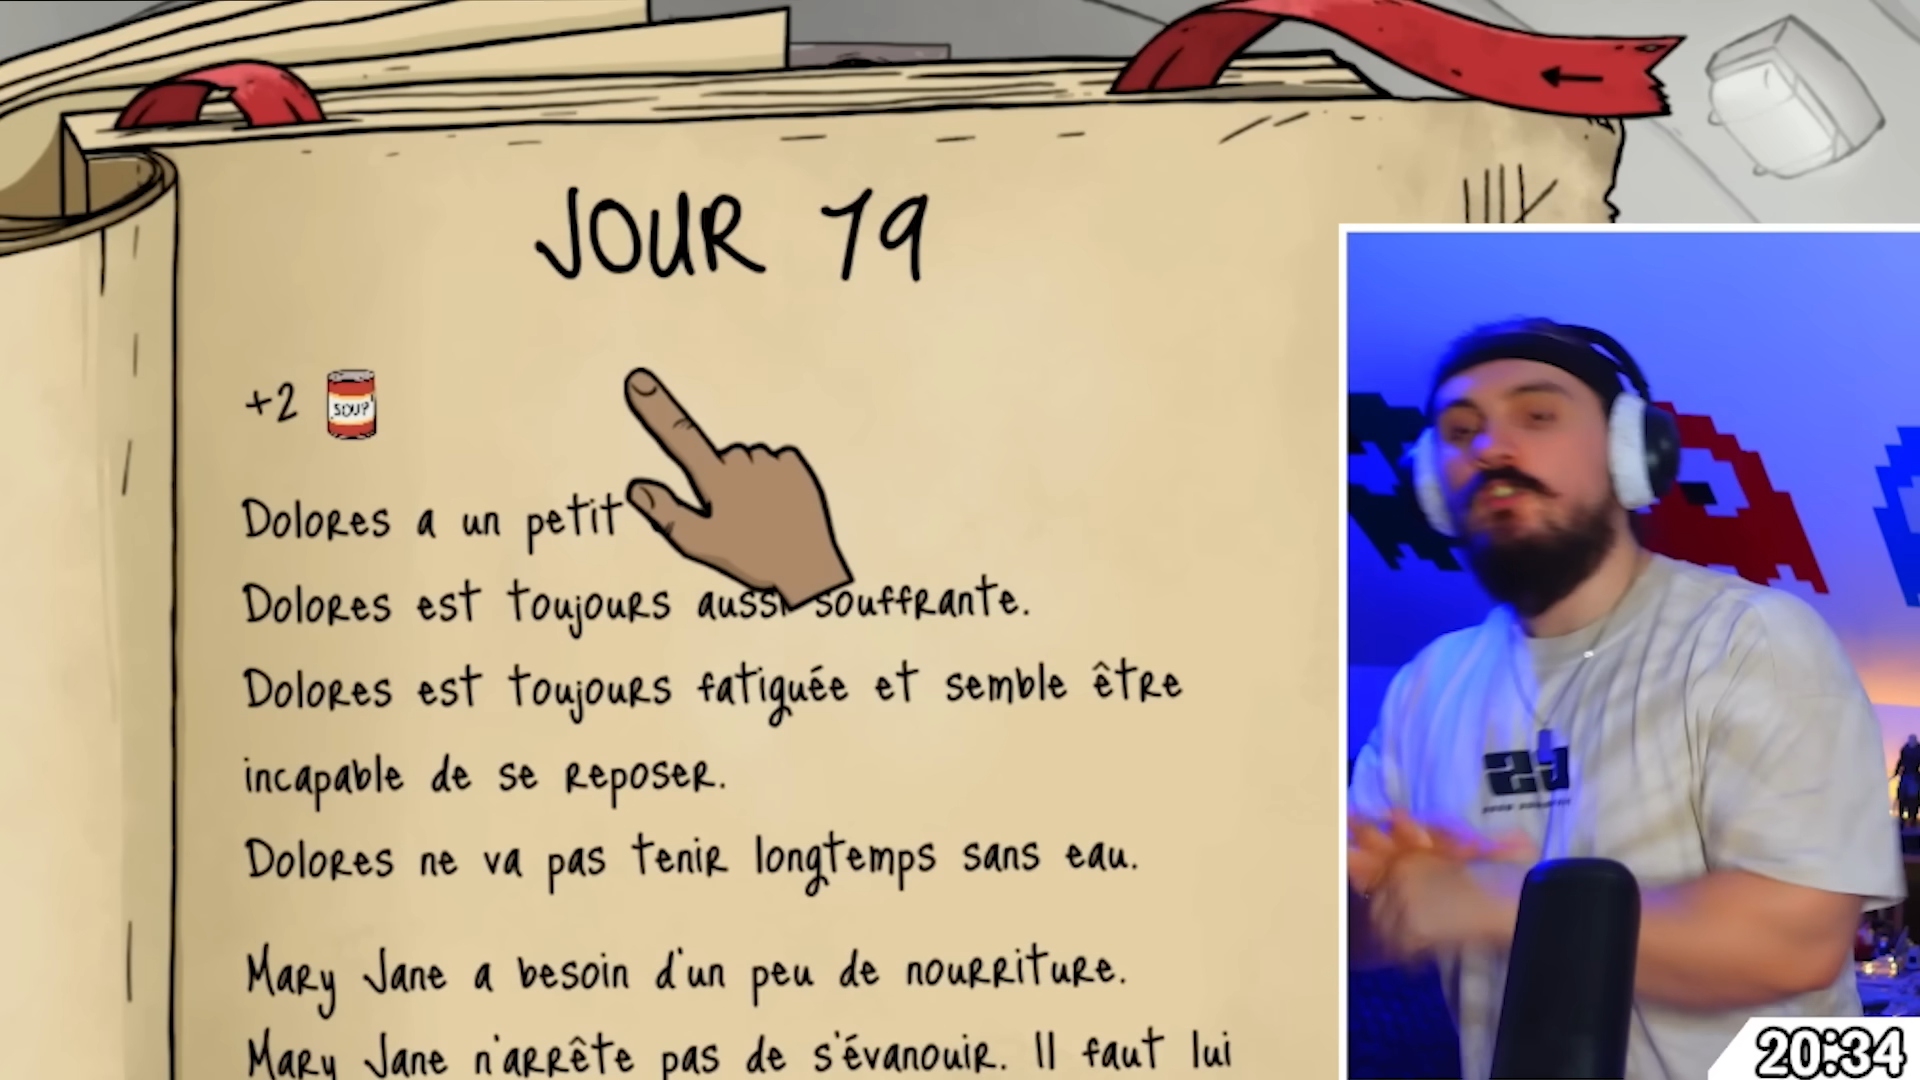 JOUR 19
+2
SOUP
Dolores a un petit
Dolores est toujours aussi souffrante.
Dolores est toujours fatiguée et semble être
incapable de se reposer.
Dolores ne va pas tenir longtemps sans eau.
Mary Jane a besoin d'un peu de nourriture.
Mary Jane n'arrête pas de s'évanouir. Il faut lui
20:34